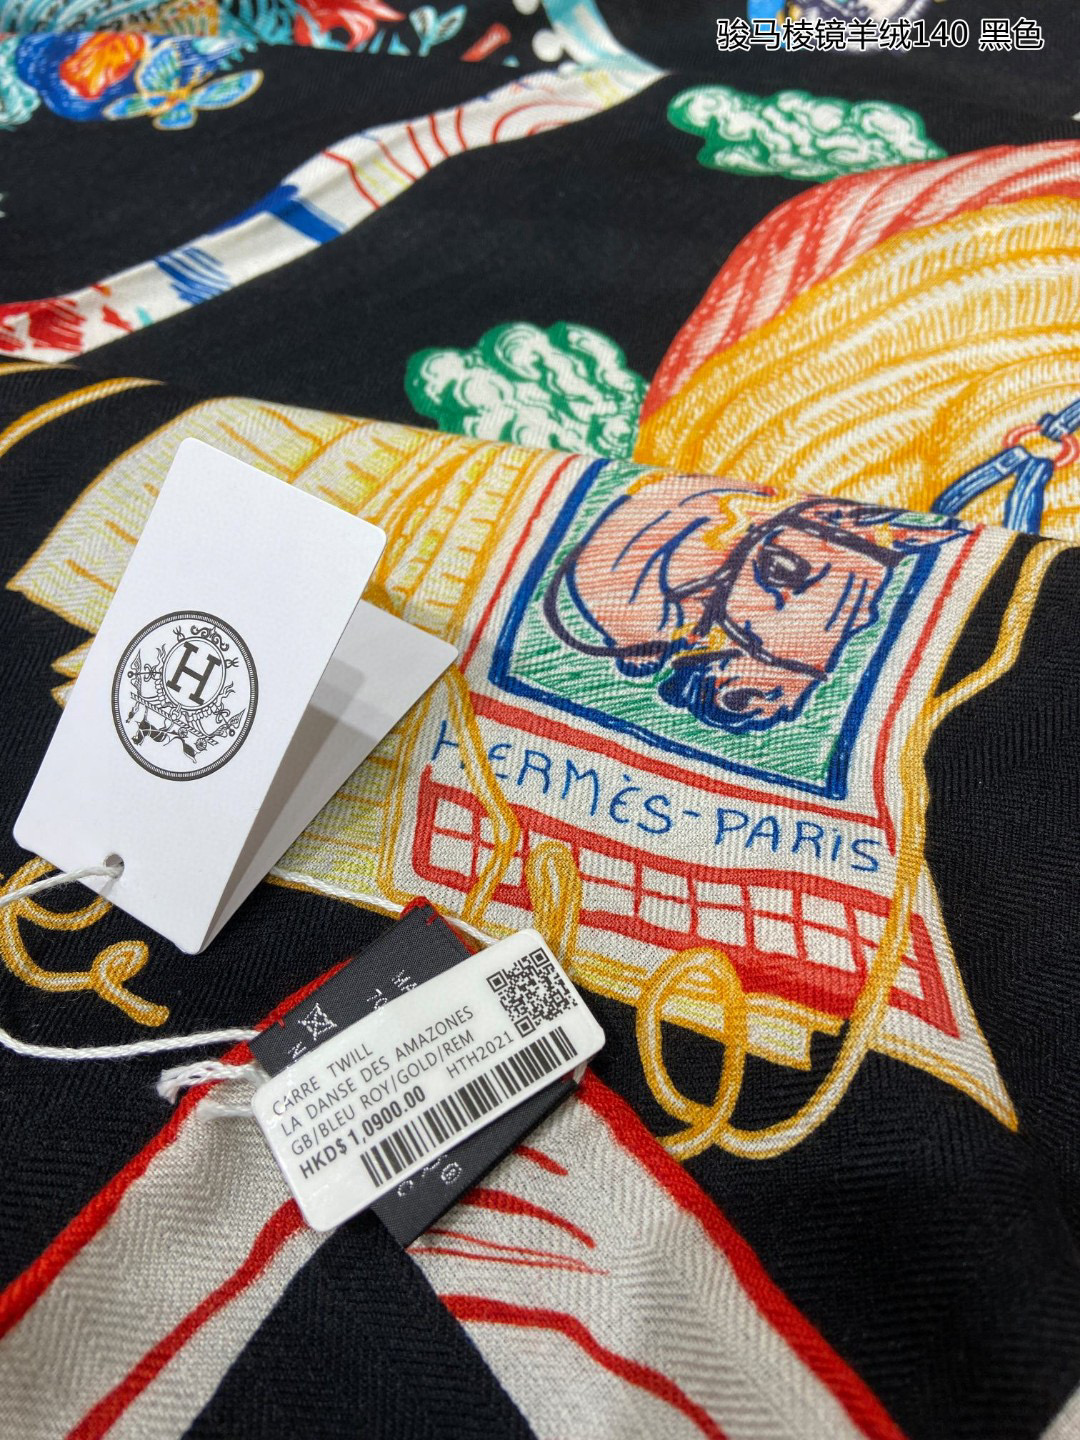 骏马棱镜羊绒140 黑色
H
HERMÈS-PARIS
CARRE TWILL
LA DANSE DES AMAZONES
GB/BLEU ROY/GOLD/REM
HKD$1,0900.00 HTH2021